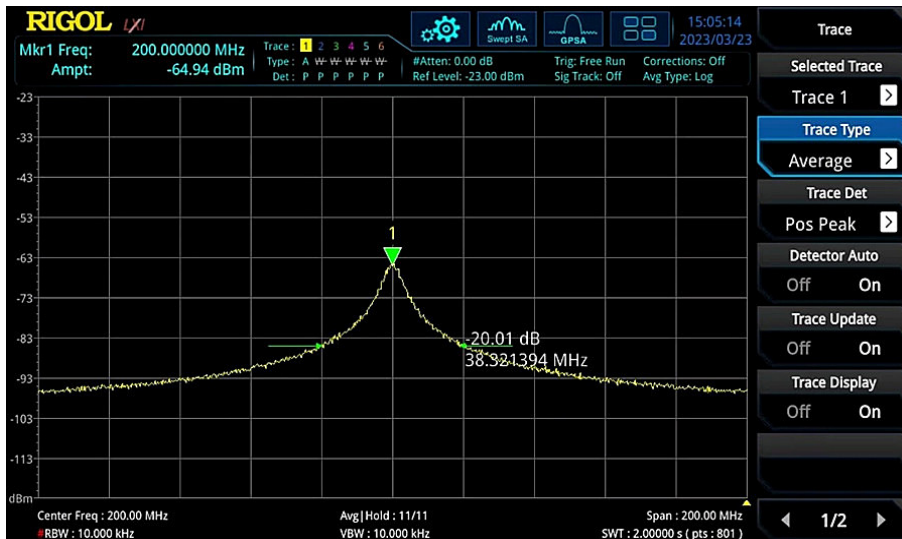 RIGOL LXI
15:05:14
2023/03/23
Swept SA
GPSA
Mkr1 Freq: 200.000000 MHz
Ampt: -64.94 dBm
Trace: 1 2 3 4 5 6
Type: A W W W W W
Det: P P P P P P
#Atten: 0.00 dB
Ref Level: -23.00 dBm
Trig: Free Run
Sig Track: Off
Corrections: Off
Avg Type: Log
-23
-33
-43
-53
1
-63
-73
-83
-20.01 dB
38.321394 MHz
-93
-103
-113
dBm
Center Freq : 200.00 MHz
Avg|Hold : 11/11
Span : 200.00 MHz
#RBW : 10.000 kHz
VBW : 10.000 kHz
SWT : 2.00000 s ( pts : 801 )
Trace
Selected Trace
Trace 1
Trace Type
Average
Trace Det
Pos Peak
Detector Auto
Off On
Trace Update
Off On
Trace Display
Off On
1/2